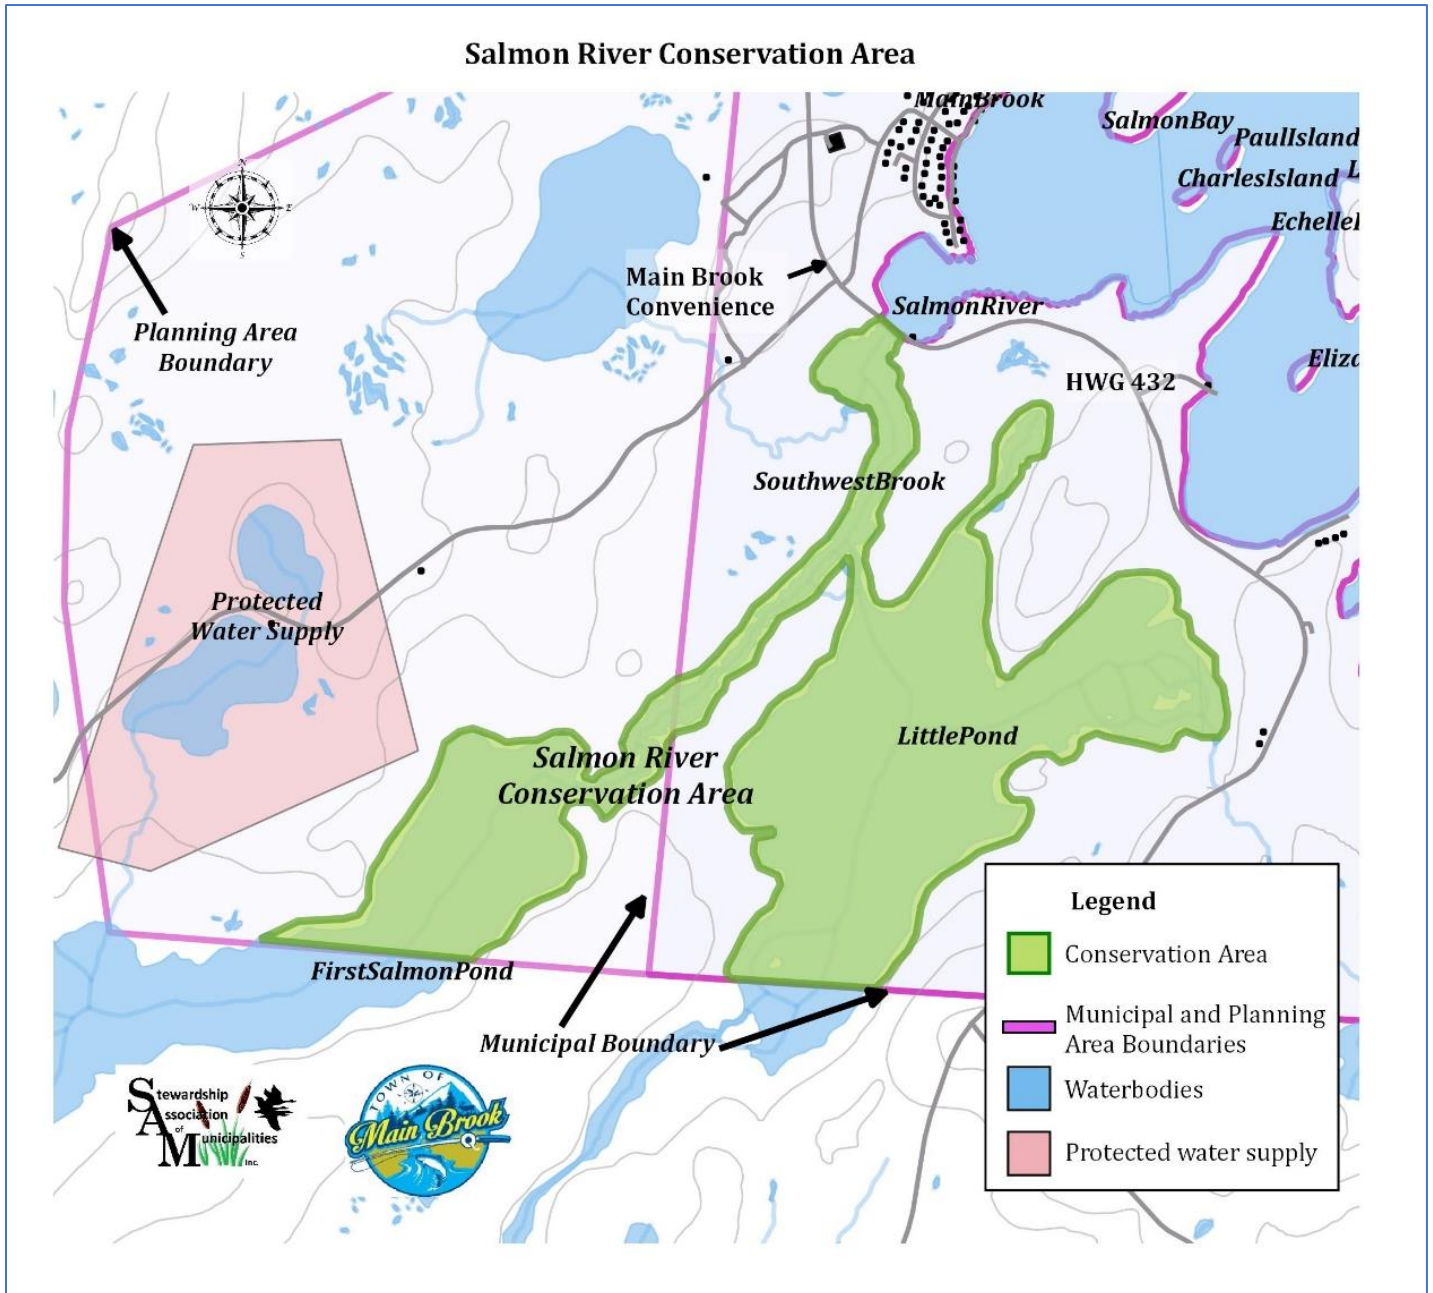 Salmon River Conservation Area
MainBrook
SalmonBay
PaulIsland
CharlesIsland
L
EchelleI
N
W
E
S
Main Brook
Convenience
SalmonRiver
Planning Area
Boundary
Eliza
HWG 432
SouthwestBrook
Protected
Water Supply
LittlePond
Salmon River
Conservation Area
FirstSalmonPond
Municipal Boundary
Legend
Conservation Area
Municipal and Planning
Area Boundaries
Waterbodies
Protected water supply
Stewardship
Association
of
Municipalities
Inc.
TOWN OF
Main Brook